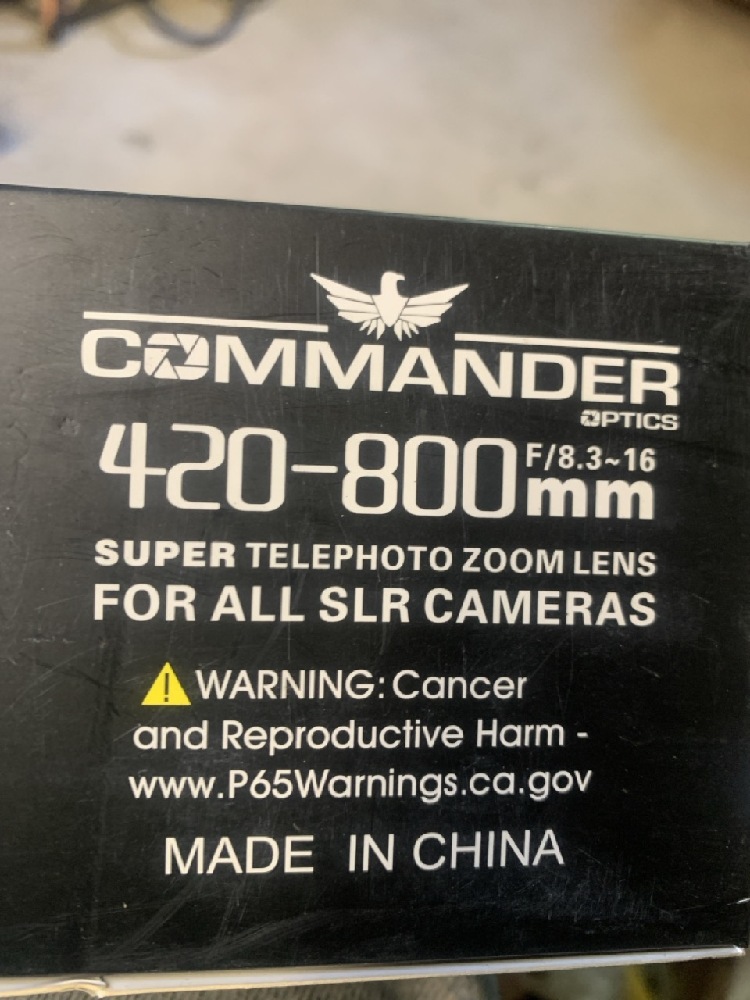 COMMANDER
OPTICS
420-800mm F/8.3~16
SUPER TELEPHOTO ZOOM LENS
FOR ALL SLR CAMERAS
WARNING: Cancer
and Reproductive Harm -
www.P65Warnings.ca.gov
MADE IN CHINA